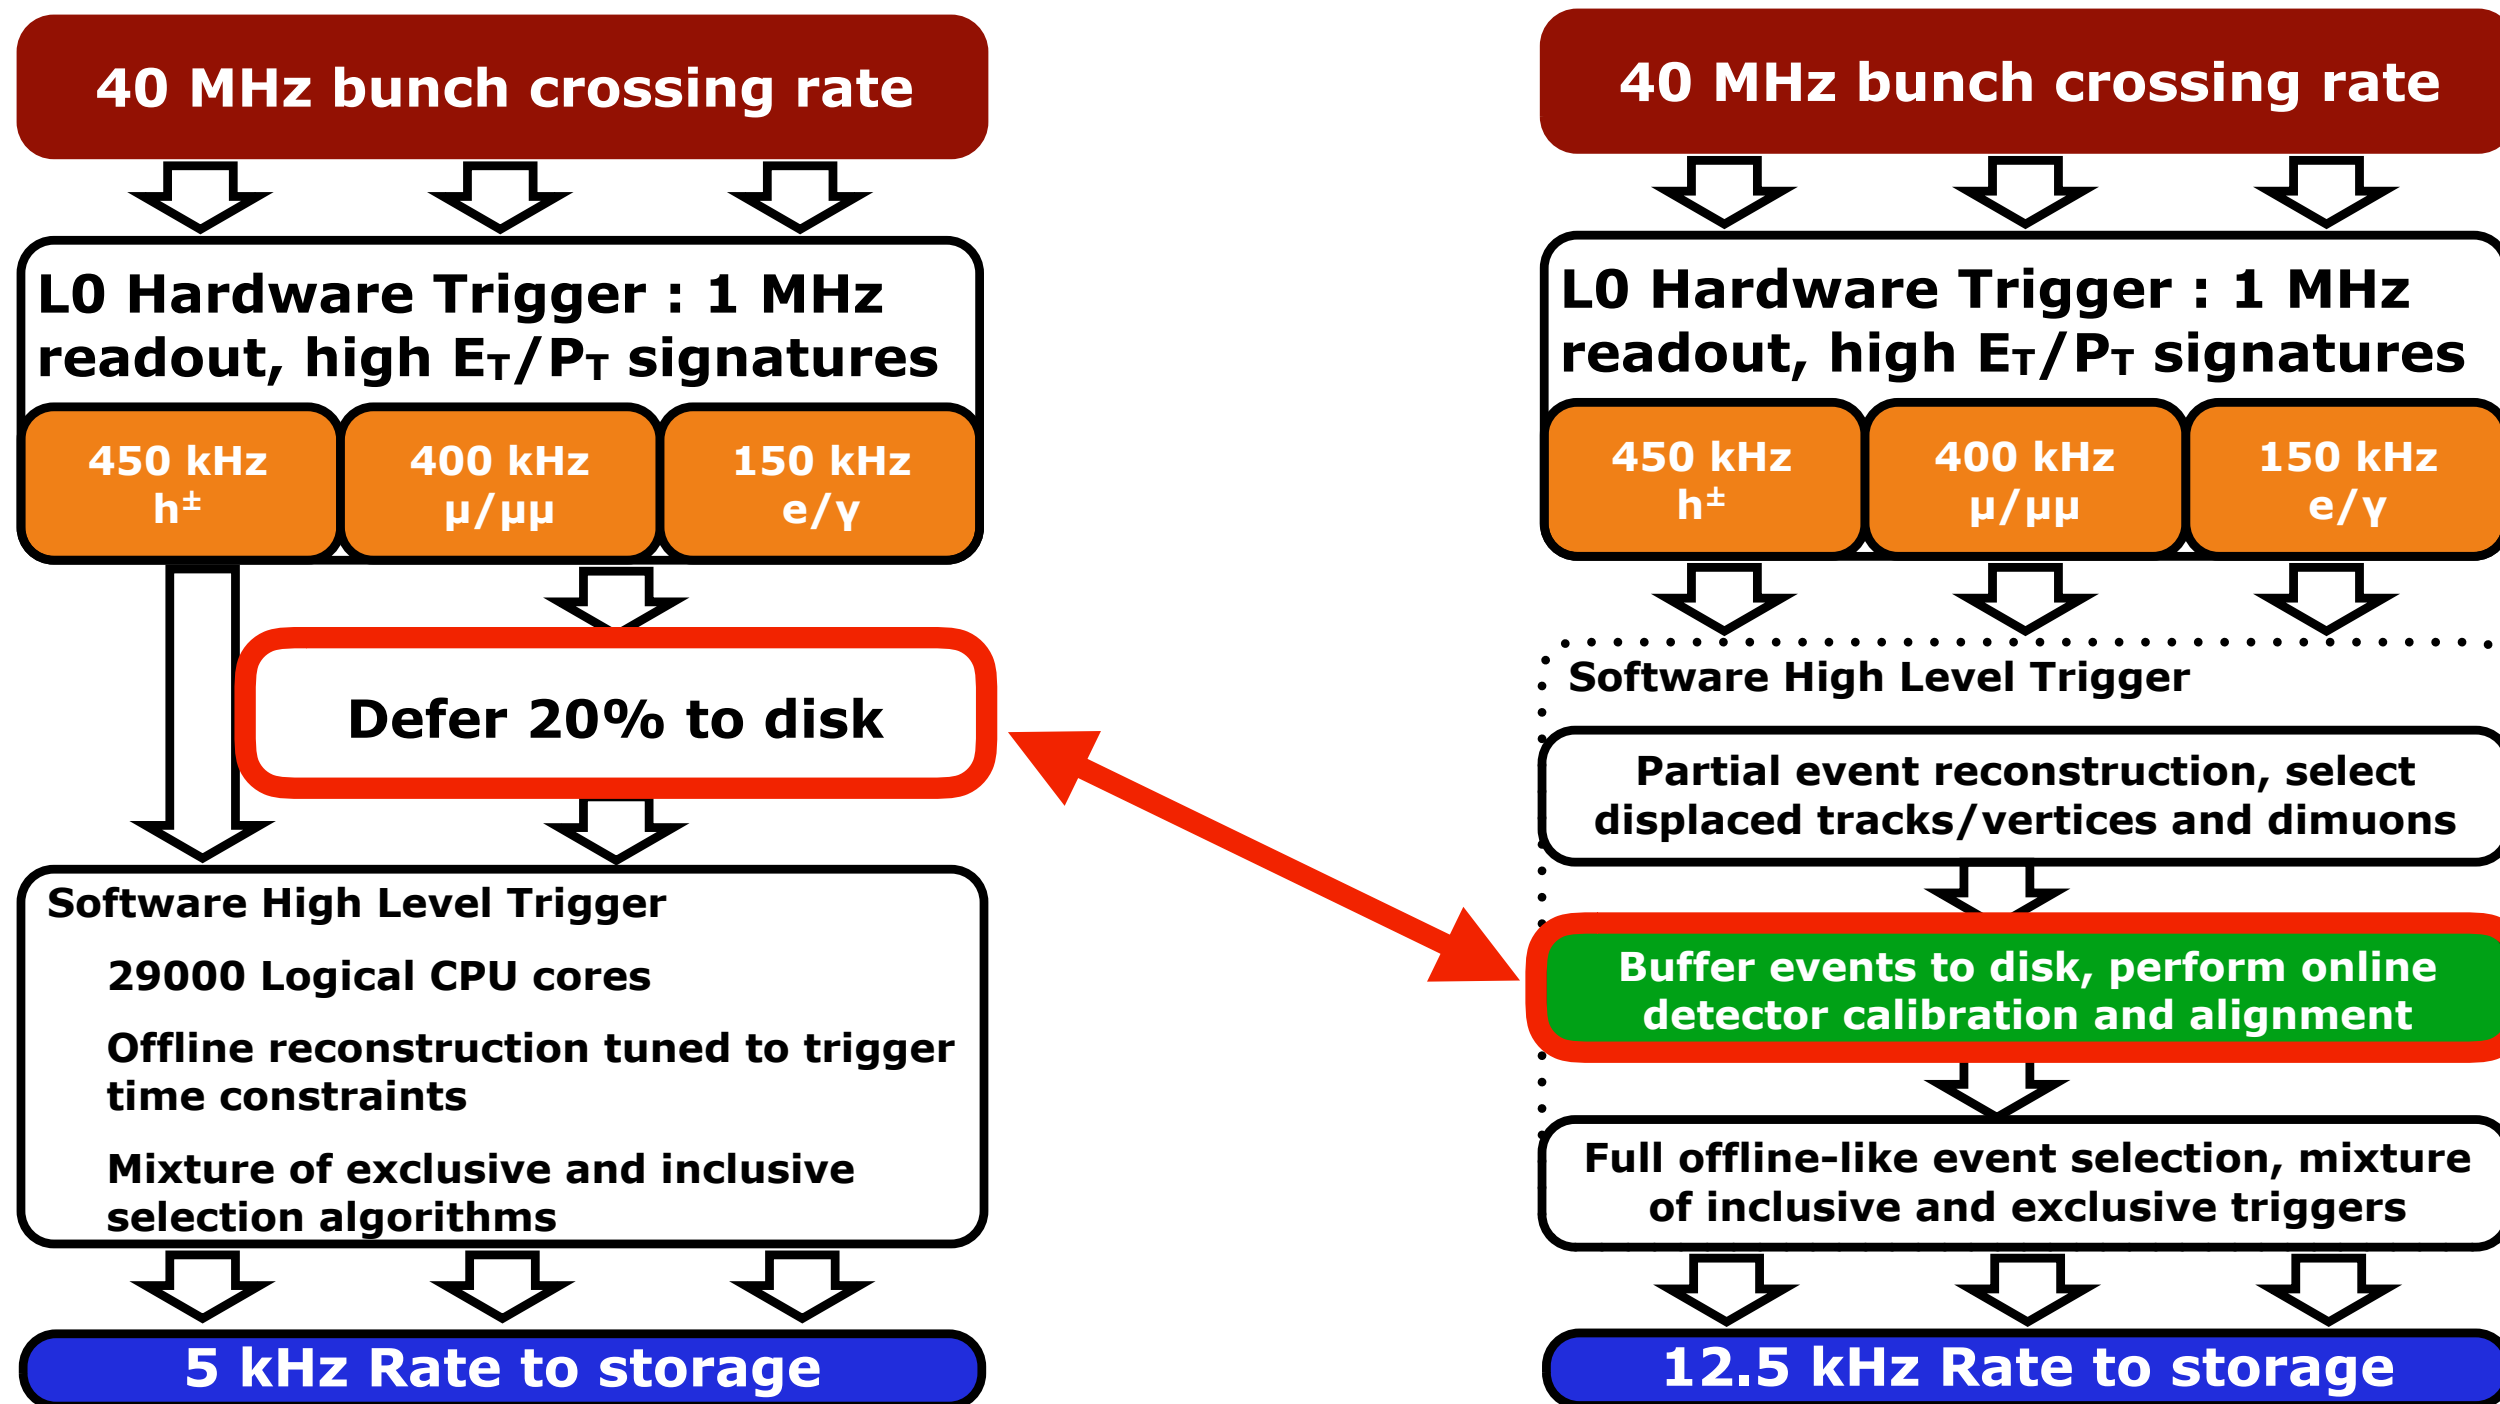 40 MHz bunch crossing rate
L0 Hardware Trigger : 1 MHz
readout, high ET/PT signatures
450 kHz
h±
400 kHz
μ/μμ
150 kHz
e/γ
Defer 20% to disk
Software High Level Trigger
29000 Logical CPU cores
Offline reconstruction tuned to trigger
time constraints
Mixture of exclusive and inclusive
selection algorithms
5 kHz Rate to storage
40 MHz bunch crossing rate
L0 Hardware Trigger : 1 MHz
readout, high ET/PT signatures
450 kHz
h±
400 kHz
μ/μμ
150 kHz
e/γ
Software High Level Trigger
Partial event reconstruction, select
displaced tracks/vertices and dimuons
Buffer events to disk, perform online
detector calibration and alignment
Full offline-like event selection, mixture
of inclusive and exclusive triggers
12.5 kHz Rate to storage